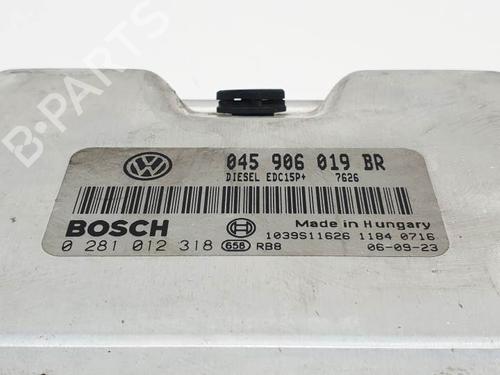 B-PARTS
045 906 019 BR
DIESEL EDC15P+ 7626
BOSCH
Made in Hungary
0 281 012 318 658 RB8
1039S11626 1184 0716
06-09-23